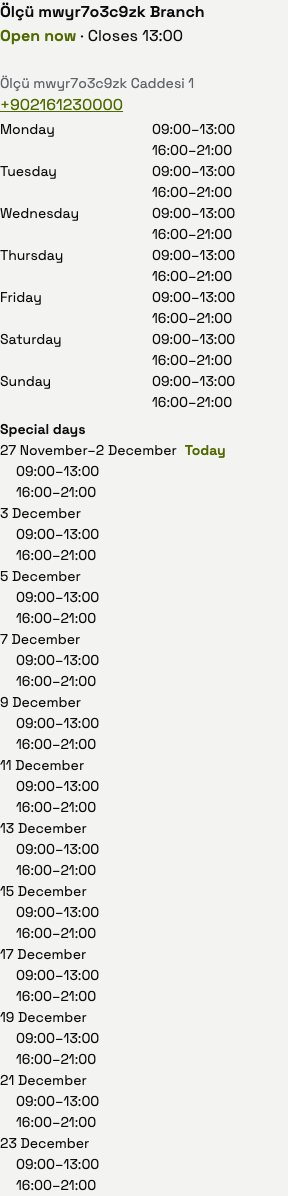 Ölçü mwyr7o3c9zk Branch
Open now · Closes 13:00
Ölçü mwyr7o3c9zk Caddesi 1
+902161230000
Monday 09:00–13:00
16:00–21:00
Tuesday 09:00–13:00
16:00–21:00
Wednesday 09:00–13:00
16:00–21:00
Thursday 09:00–13:00
16:00–21:00
Friday 09:00–13:00
16:00–21:00
Saturday 09:00–13:00
16:00–21:00
Sunday 09:00–13:00
16:00–21:00
Special days
27 November–2 December Today
09:00–13:00
16:00–21:00
3 December
09:00–13:00
16:00–21:00
5 December
09:00–13:00
16:00–21:00
7 December
09:00–13:00
16:00–21:00
9 December
09:00–13:00
16:00–21:00
11 December
09:00–13:00
16:00–21:00
13 December
09:00–13:00
16:00–21:00
15 December
09:00–13:00
16:00–21:00
17 December
09:00–13:00
16:00–21:00
19 December
09:00–13:00
16:00–21:00
21 December
09:00–13:00
16:00–21:00
23 December
09:00–13:00
16:00–21:00